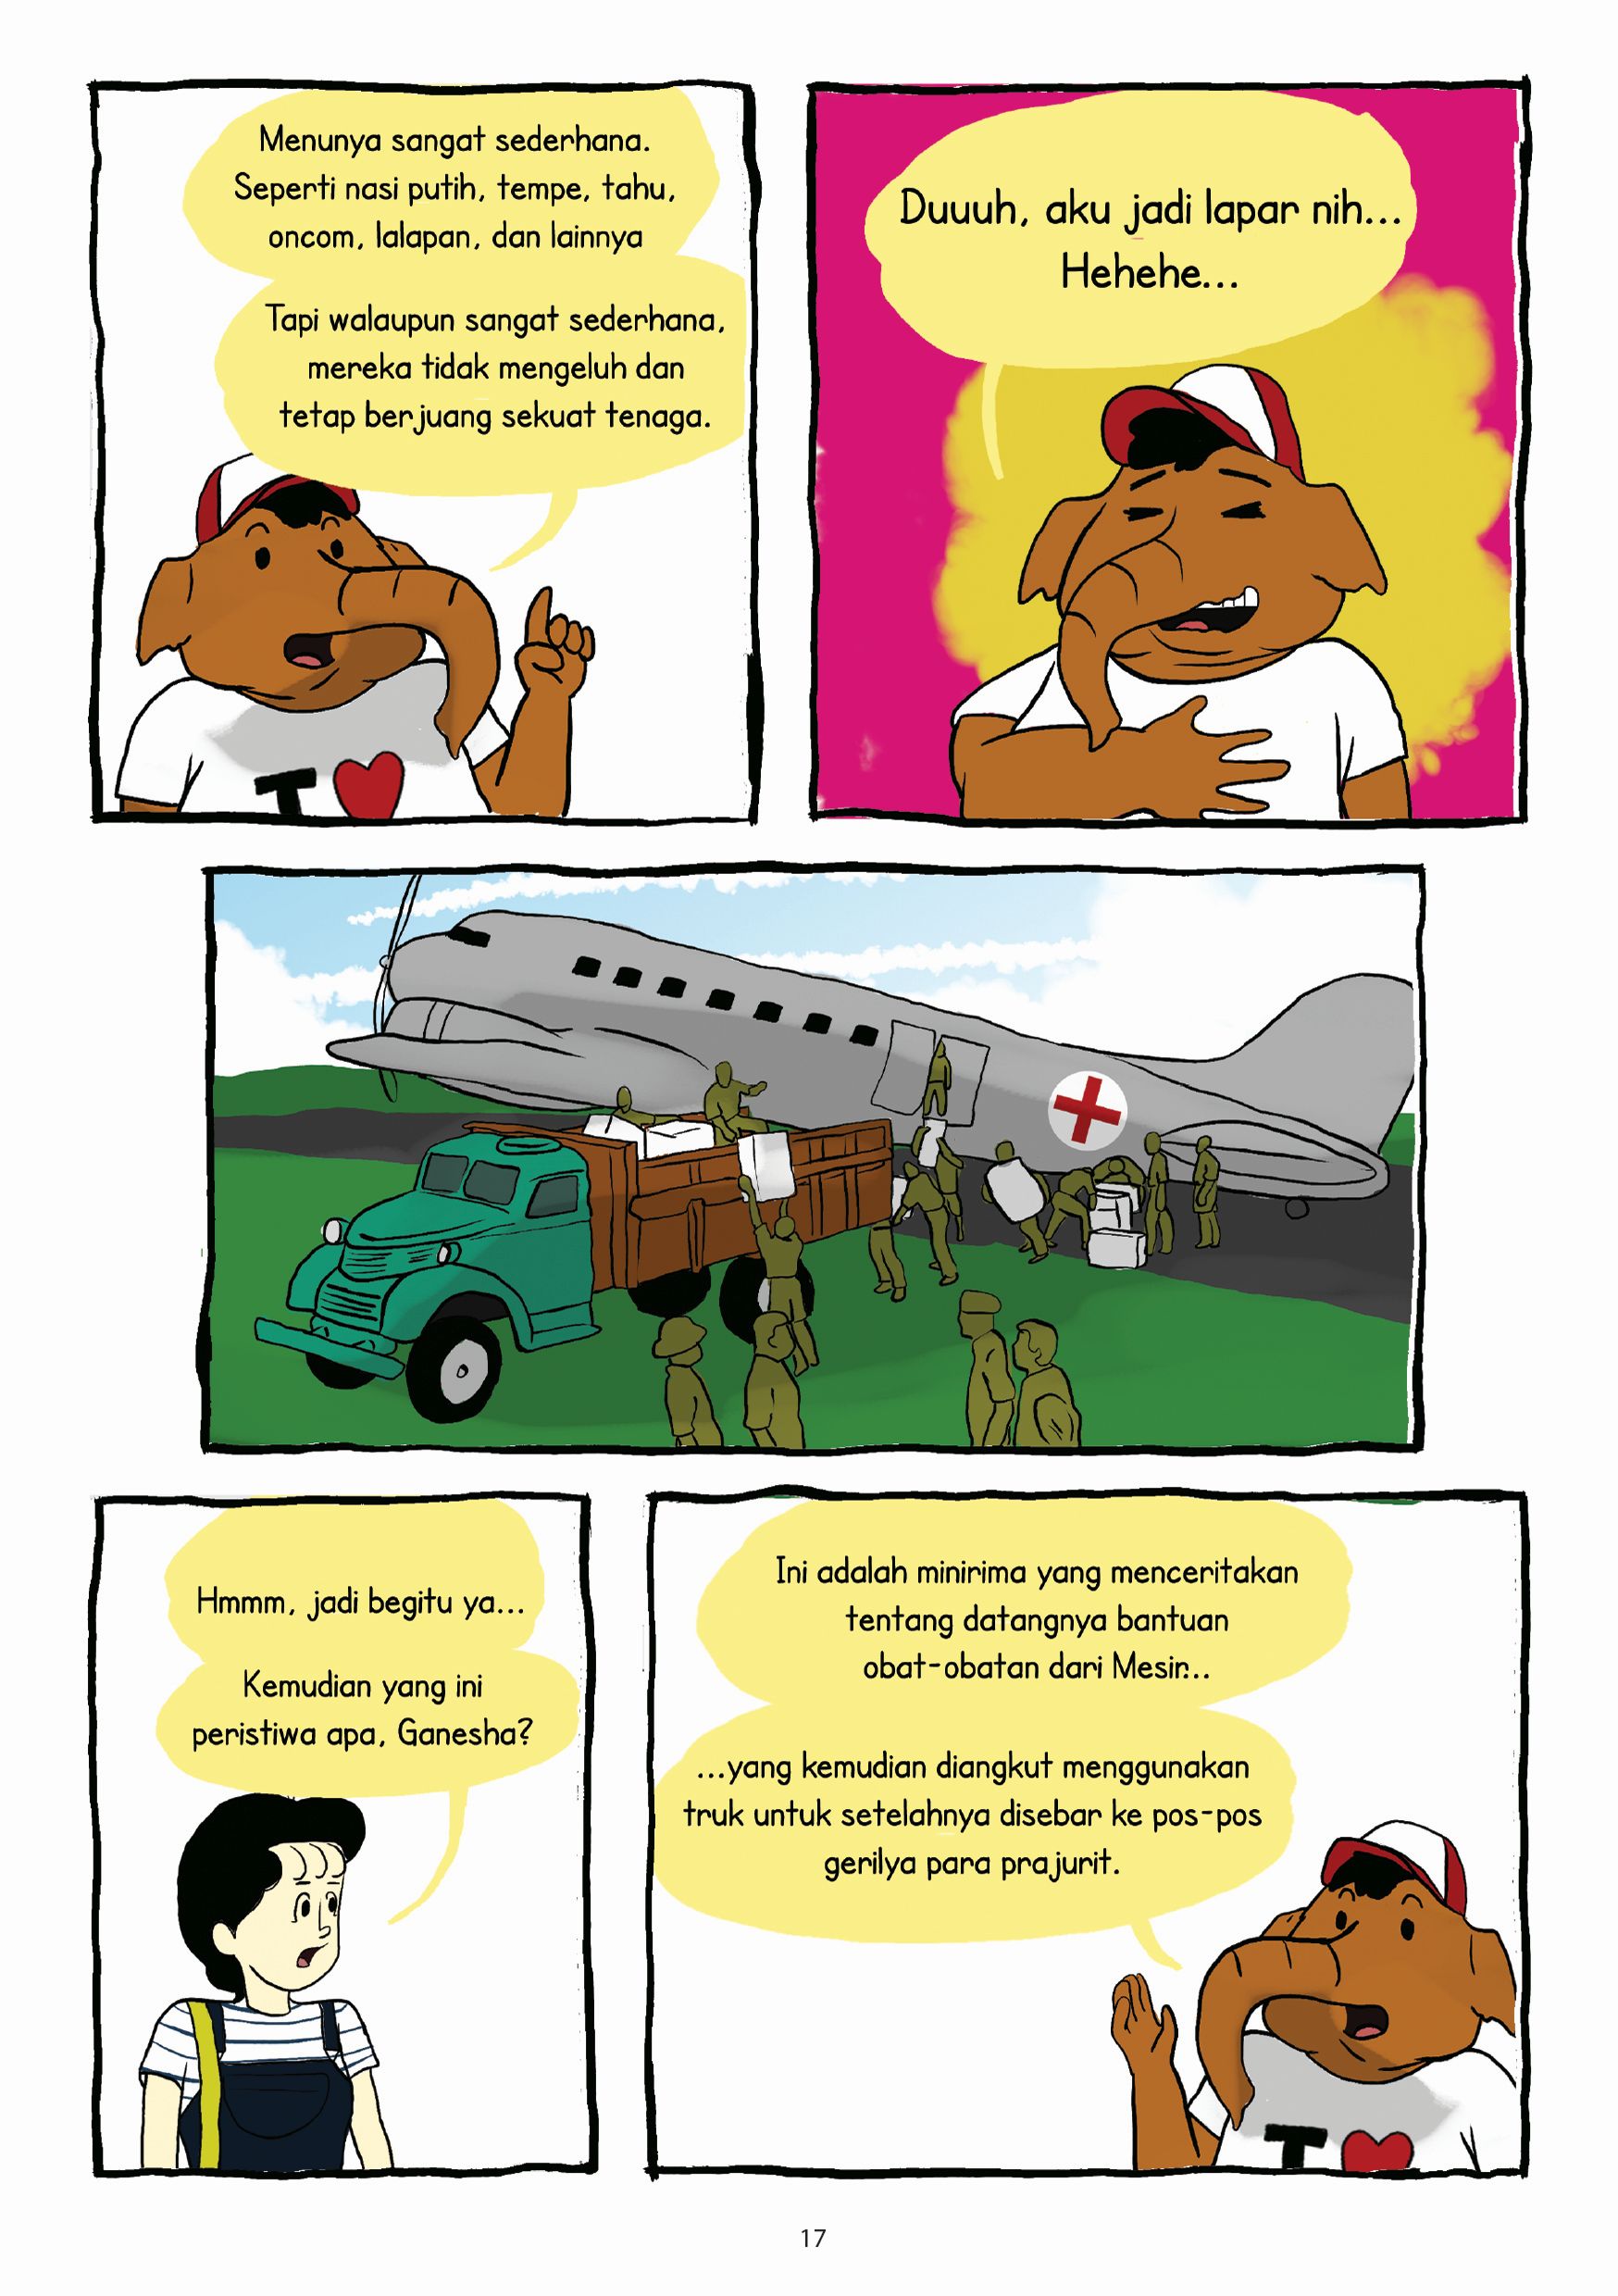 Menunya sangat sederhana.
Seperti nasi putih, tempe, tahu,
oncom, lalapan, dan lainnya
Tapi walaupun sangat sederhana,
mereka tidak mengeluh dan
tetap berjuang sekuat tenaga.
I
Duuuh, aku jadi lapar nih...
Hehehe...
Hmmm, jadi begitu ya...
Kemudian yang ini
peristiwa apa, Ganesha?
Ini adalah minirima yang menceritakan
tentang datangnya bantuan
obat-obatan dari Mesir...
...yang kemudian diangkut menggunakan
truk untuk setelahnya disebar ke pos-pos
gerilya para prajurit.
I
17